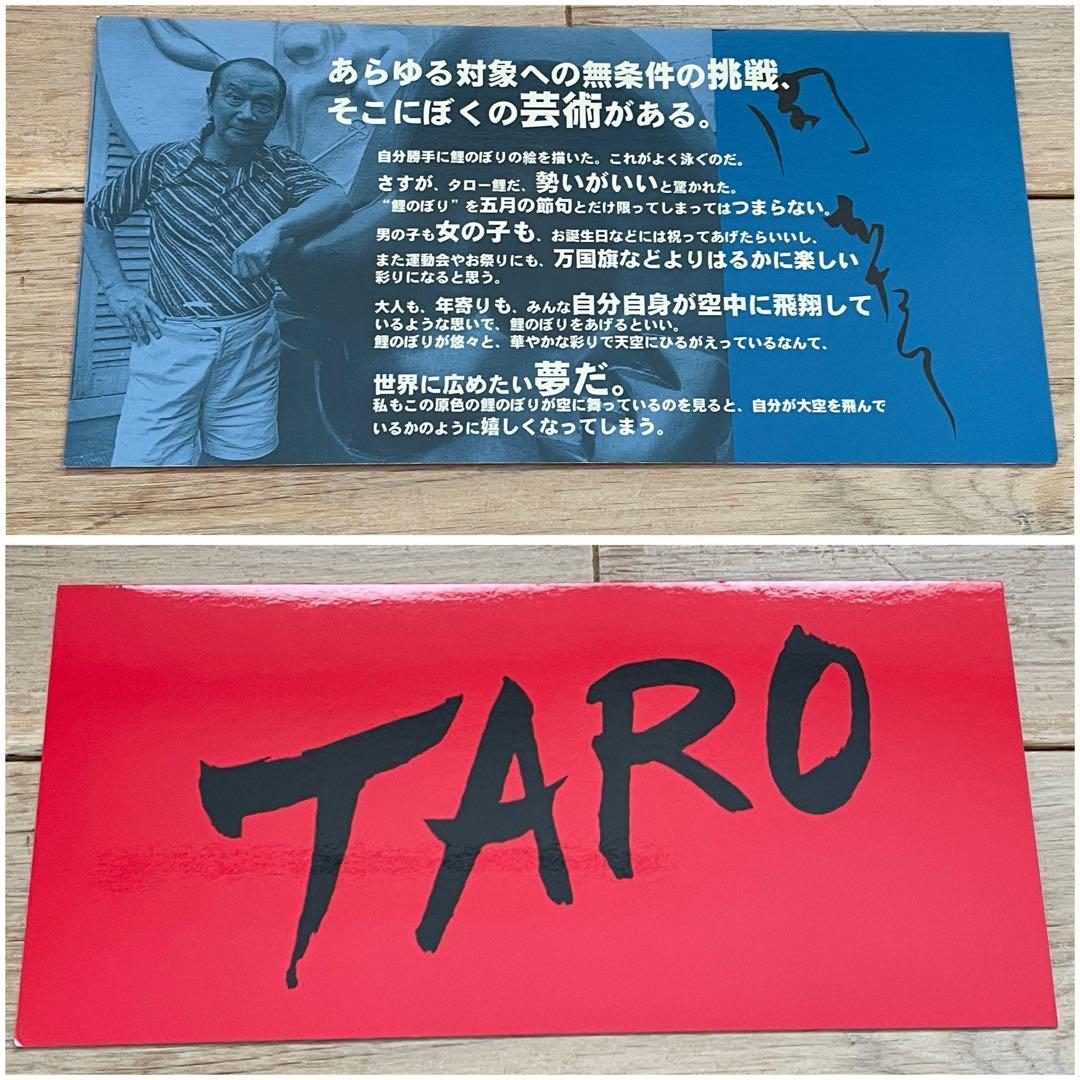 あらゆる対象への無条件の挑戦、
そこにぼくの芸術がある。
自分勝手に鯉のぼりの絵を描いた。これがよく泳ぐのだ。
さすが、タロー鯉だ、勢いがいいと驚かれた。
“鯉のぼり”を五月の節句とだけ限ってしまってはつまらない。
男の子も女の子も、お誕生日などには祝ってあげたらいいし、
また運動会やお祭りにも、万国旗などよりはるかに楽しい
彩りになると思う。
大人も、年寄りも、みんな自分自身が空中に飛翔して
いるような思いで、鯉のぼりをあげるといい。
鯉のぼりが悠々と、華やかな彩りで天空にひるがえっているなんて、
世界に広めたい夢だ。
私もこの原色の鯉のぼりが空に舞っているのを見ると、自分が大空を飛んで
いるかのように嬉しくなってしまう。
TARO